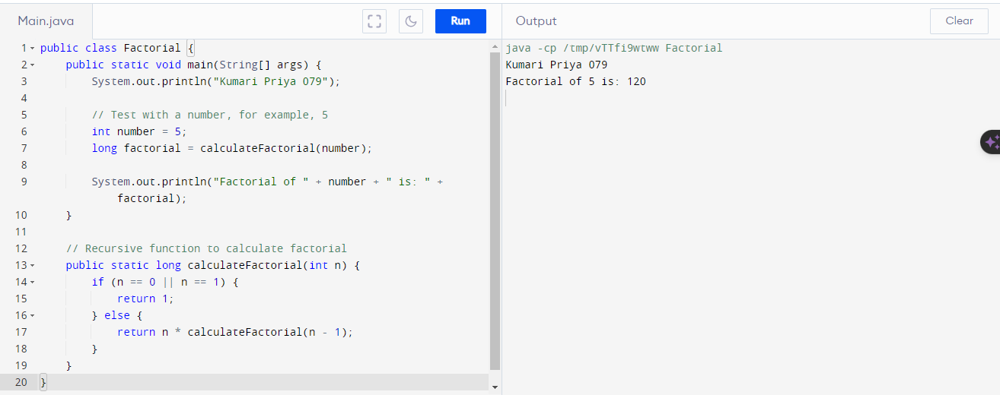 Main.java
Run
1 public class Factorial {
2     public static void main(String[] args) {
3         System.out.println("Kumari Priya 079");
4
5         // Test with a number, for example, 5
6         int number = 5;
7         long factorial = calculateFactorial(number);
8
9         System.out.println("Factorial of " + number + " is: " +
            factorial);
10     }
11
12     // Recursive function to calculate factorial
13     public static long calculateFactorial(int n) {
14         if (n == 0 || n == 1) {
15             return 1;
16         } else {
17             return n * calculateFactorial(n - 1);
18         }
19     }
20 }
Output
Clear
java -cp /tmp/vTTfi9wtww Factorial
Kumari Priya 079
Factorial of 5 is: 120